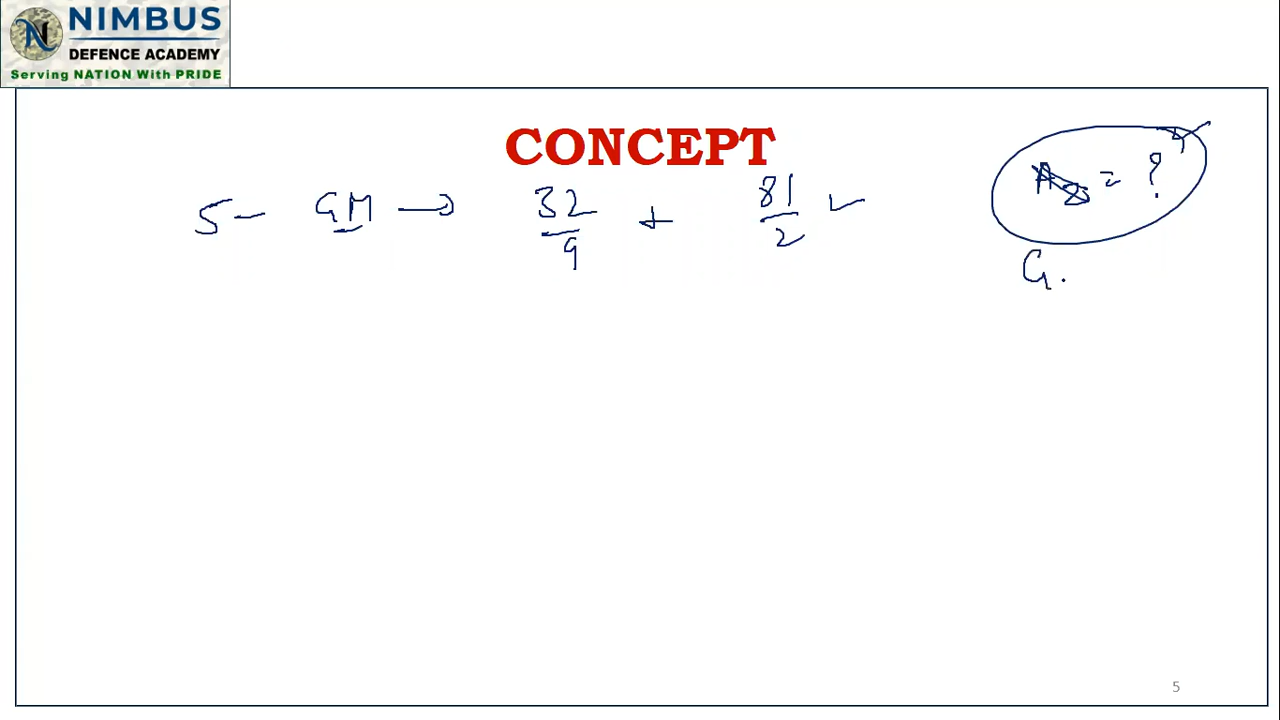 NIMBUS
DEFENCE ACADEMY
Serving NATION With PRIDE
CONCEPT
5 - GM → 32/9 + 81/2
= ?
G.
5